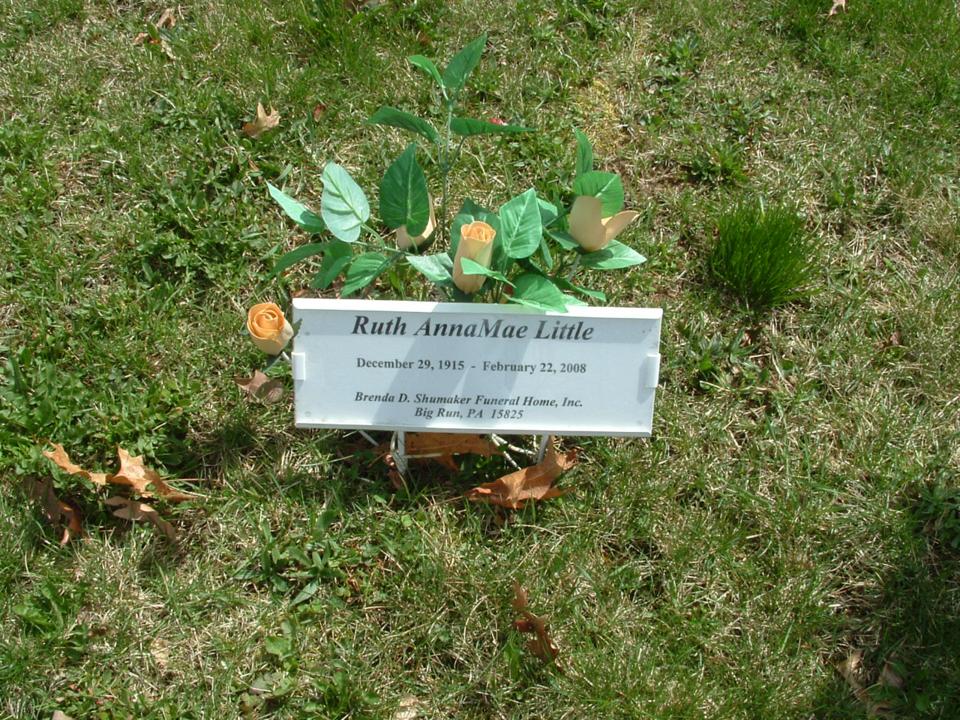 Ruth AnnaMae Little
December 29, 1915 - February 22, 2008
Brenda D. Shumaker Funeral Home, Inc.
Big Run, PA 15825